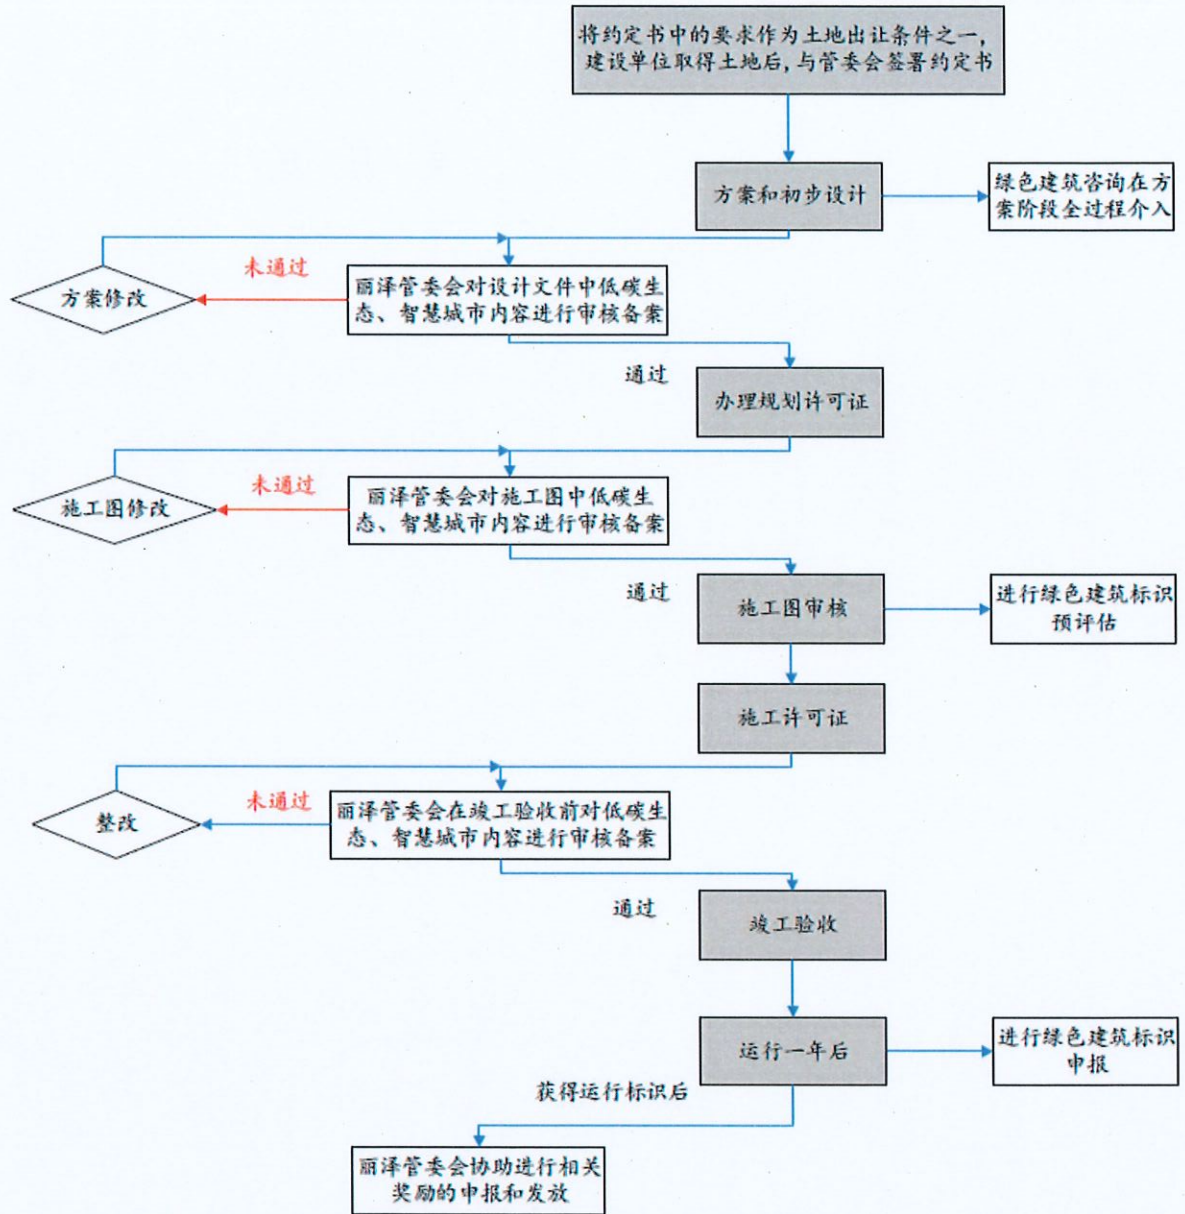 将约定书中的要求作为土地出让条件之一，
建设单位取得土地后，与管委会签署约定书
方案和初步设计
绿色建筑咨询在方
案阶段全过程介入
未通过
方案修改
丽泽管委会对设计文件中低碳生
态、智慧城市内容进行审核备案
通过
办理规划许可证
未通过
施工图修改
丽泽管委会对施工图中低碳生
态、智慧城市内容进行审核备案
通过
施工图审核
进行绿色建筑标识
预评估
施工许可证
未通过
整改
丽泽管委会在竣工验收前对低碳生
态、智慧城市内容进行审核备案
通过
竣工验收
运行一年后
进行绿色建筑标识
申报
获得运行标识后
丽泽管委会协助进行相关
奖励的申报和发放